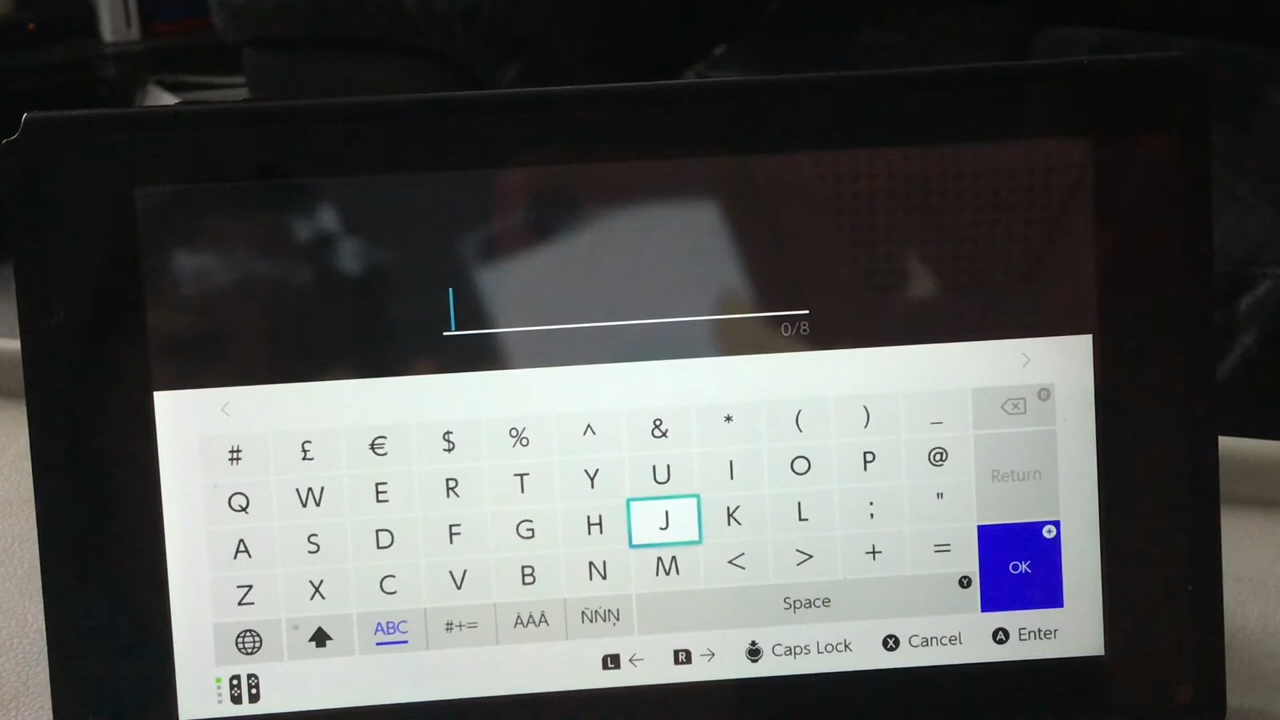 0/8
< >
# £ € $ % ^ & * ( ) _
Q W E R T Y U I O P @ Return
A S D F G H J K L ; "
Z X C V B N M < > + = OK
ABC #+= ÀÁÂ ÑŃŅ Space Y
L ← R → Caps Lock X Cancel A Enter